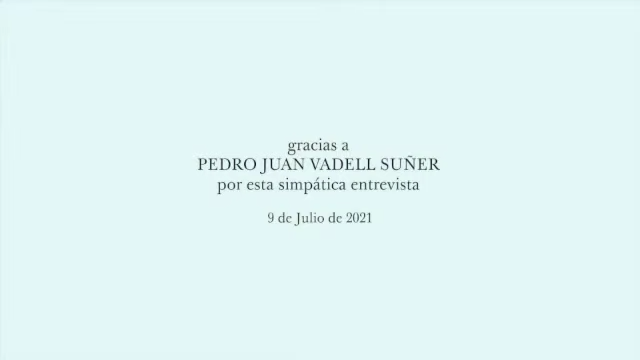 gracias a
PEDRO JUAN VADELL SUÑER
por esta simpática entrevista
9 de Julio de 2021